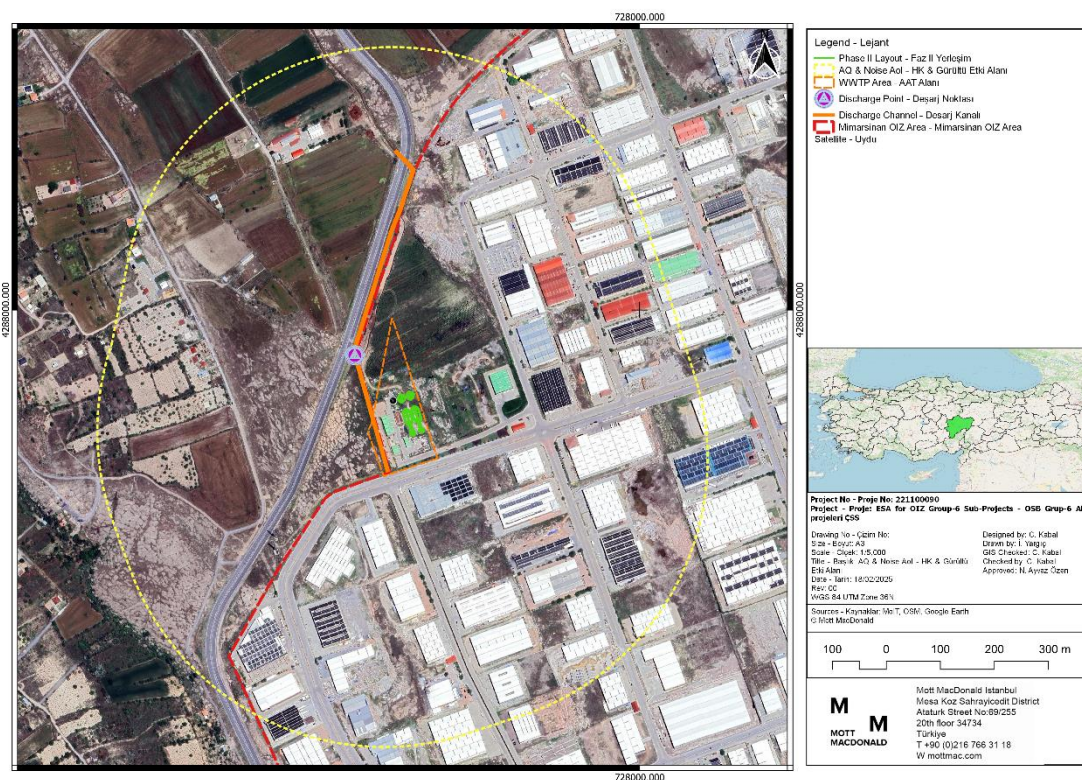 728000.000
4288000.000
4288000.000
728000.000
Legend - Lejant
Phase II Layout - Faz II Yerleşim
AQ & Noise AoI - HK & Gürültü Etki Alanı
WWTP Area - AAT Alanı
Discharge Point - Deşarj Noktası
Discharge Channel - Desarj Kanalı
Mimarsinan OIZ Area - Mimarsinan OIZ Area
Satellite - Uydu
Project No - Proje No: 221100090
Project - Proje: ESA for OIZ Group-6 Sub-Projects - OSB Grup-6 Al
projeleri ÇSS
Drawing No - Çizim No:
Size - Boyut: A3
Scale - Ölçek: 1/5.000
Title - Başlık: AQ & Noise AoI - HK & Gürültü
Etki Alanı
Date - Tarih: 18/02/2025
Rev: 00
WGS 84 UTM Zone 36N
Designed by: C. Kabal
Drawn by: I. Yargıç
GIS Checked: C. Kabal
Checked by: C. Kabal
Approved: N. Ayvaz Özen
Sources - Kaynaklar: MoIT, OSM, Google Earth
© Mott MacDonald
100 0 100 200 300 m
M
M
MOTT
MACDONALD
Mott MacDonald Istanbul
Mesa Koz Sahrayicedit District
Ataturk Street No:69/255
20th floor 34734
Türkiye
T +90 (0)216 766 31 18
W mottmac.com